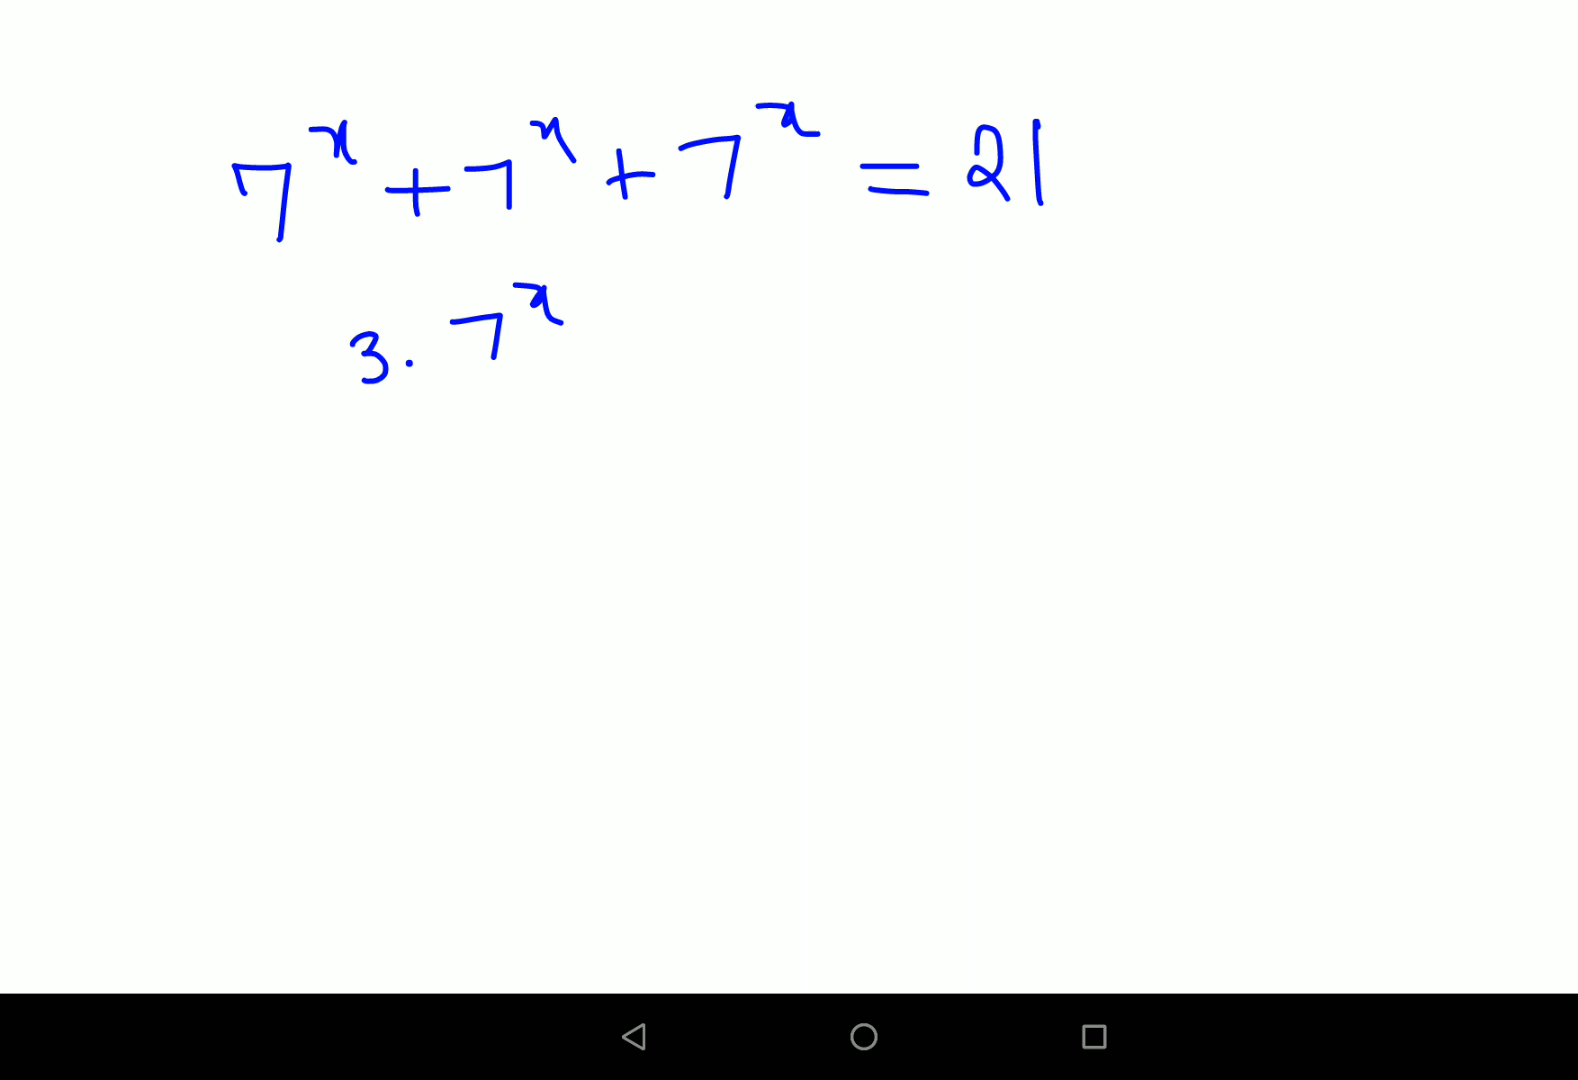 7^x + 7^x + 7^x = 21
3 . 7^x